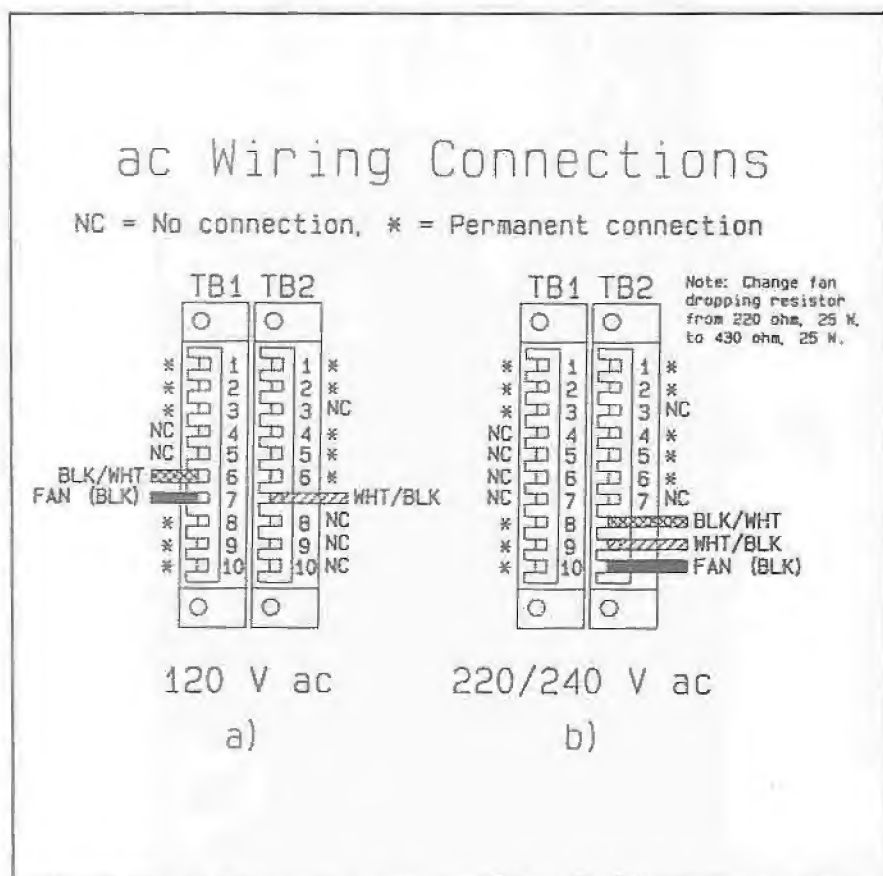 ac Wiring Connections
NC = No connection, * = Permanent connection
TB1 TB2
* 1 1 *
* 2 2 *
* 3 3 NC
NC 4 4 *
NC 5 5 *
BLK/WHT 6 6 *
FAN (BLK) 7 WHT/BLK
* 8 8 NC
* 9 9 NC
* 10 10 NC
120 V ac
a)
TB1 TB2
Note: Change fan
dropping resistor
from 220 ohm, 25 W,
to 430 ohm, 25 W.
* 1 1 *
* 2 2 *
* 3 3 NC
NC 4 4 *
NC 5 5 *
NC 6 6 *
NC 7 7 NC
* 8 BLK/WHT
* 9 WHT/BLK
* 10 FAN (BLK)
220/240 V ac
b)